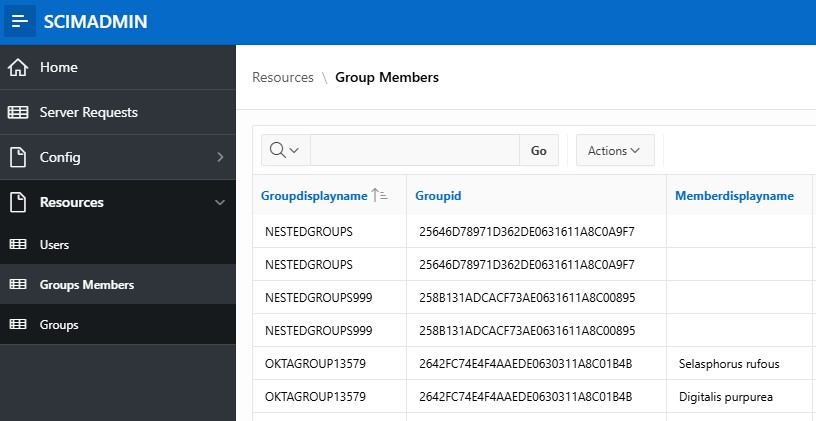 SCIMADMIN
Home
Server Requests
Config
Resources
Users
Groups Members
Groups
Resources \ Group Members
Go Actions
Groupdisplayname Groupid Memberdisplayname
NESTEDGROUPS 25646D78971D362DE0631611A8C0A9F7
NESTEDGROUPS 25646D78971D362DE0631611A8C0A9F7
NESTEDGROUPS999 258B131ADCACF73AE0631611A8C00895
NESTEDGROUPS999 258B131ADCACF73AE0631611A8C00895
OKTAGROUP13579 2642FC74E4F4AAEDE0630311A8C01B4B Selasphorus rufous
OKTAGROUP13579 2642FC74E4F4AAEDE0630311A8C01B4B Digitalis purpurea